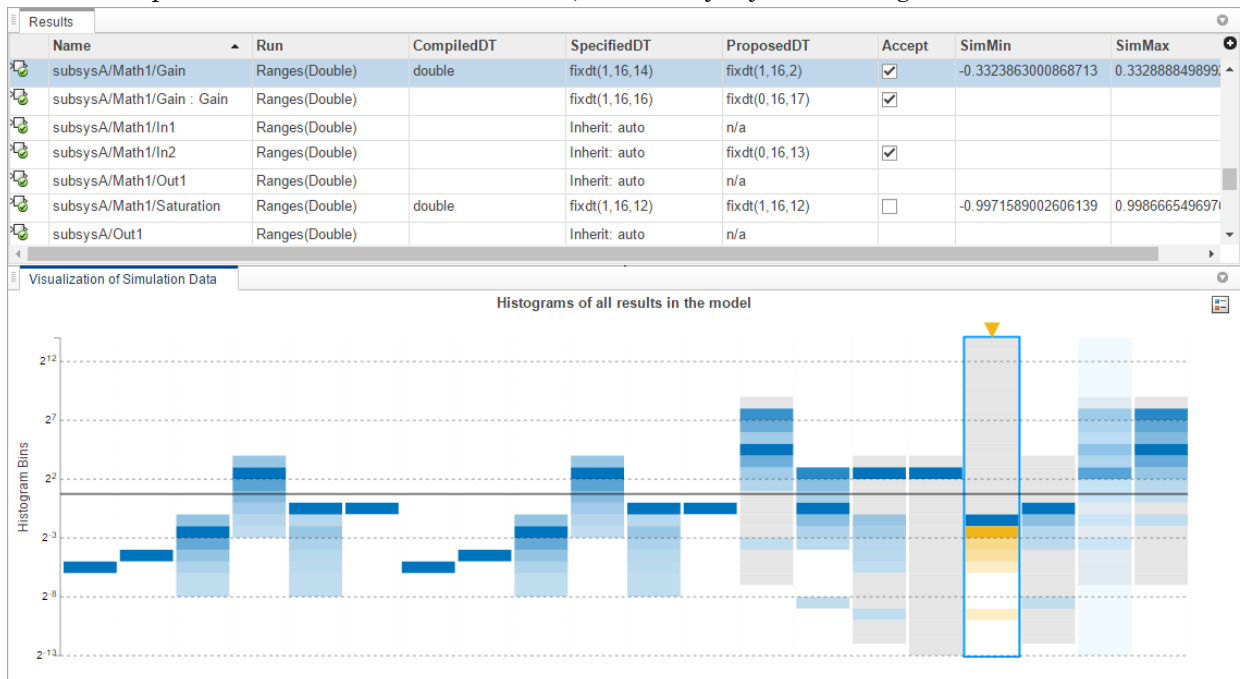 Results
Name Run CompiledDT SpecifiedDT ProposedDT Accept SimMin SimMax
subsysA/Math1/Gain Ranges(Double) double fixdt(1,16,14) fixdt(1,16,2) -0.3323863000868713
subsysA/Math1/Gain : Gain Ranges(Double) fixdt(1,16,16) fixdt(0,16,17)
subsysA/Math1/In1 Ranges(Double) Inherit: auto n/a
subsysA/Math1/In2 Ranges(Double) Inherit: auto fixdt(0,16,13)
subsysA/Math1/Out1 Ranges(Double) Inherit: auto n/a
subsysA/Math1/Saturation Ranges(Double) double fixdt(1,16,12) fixdt(1,16,12) -0.9971589002606139
subsysA/Out1 Ranges(Double) Inherit: auto n/a
Visualization of Simulation Data
Histograms of all results in the model
Histogram Bins
2^12
2^7
2^2
2^-3
2^-8
2^-13